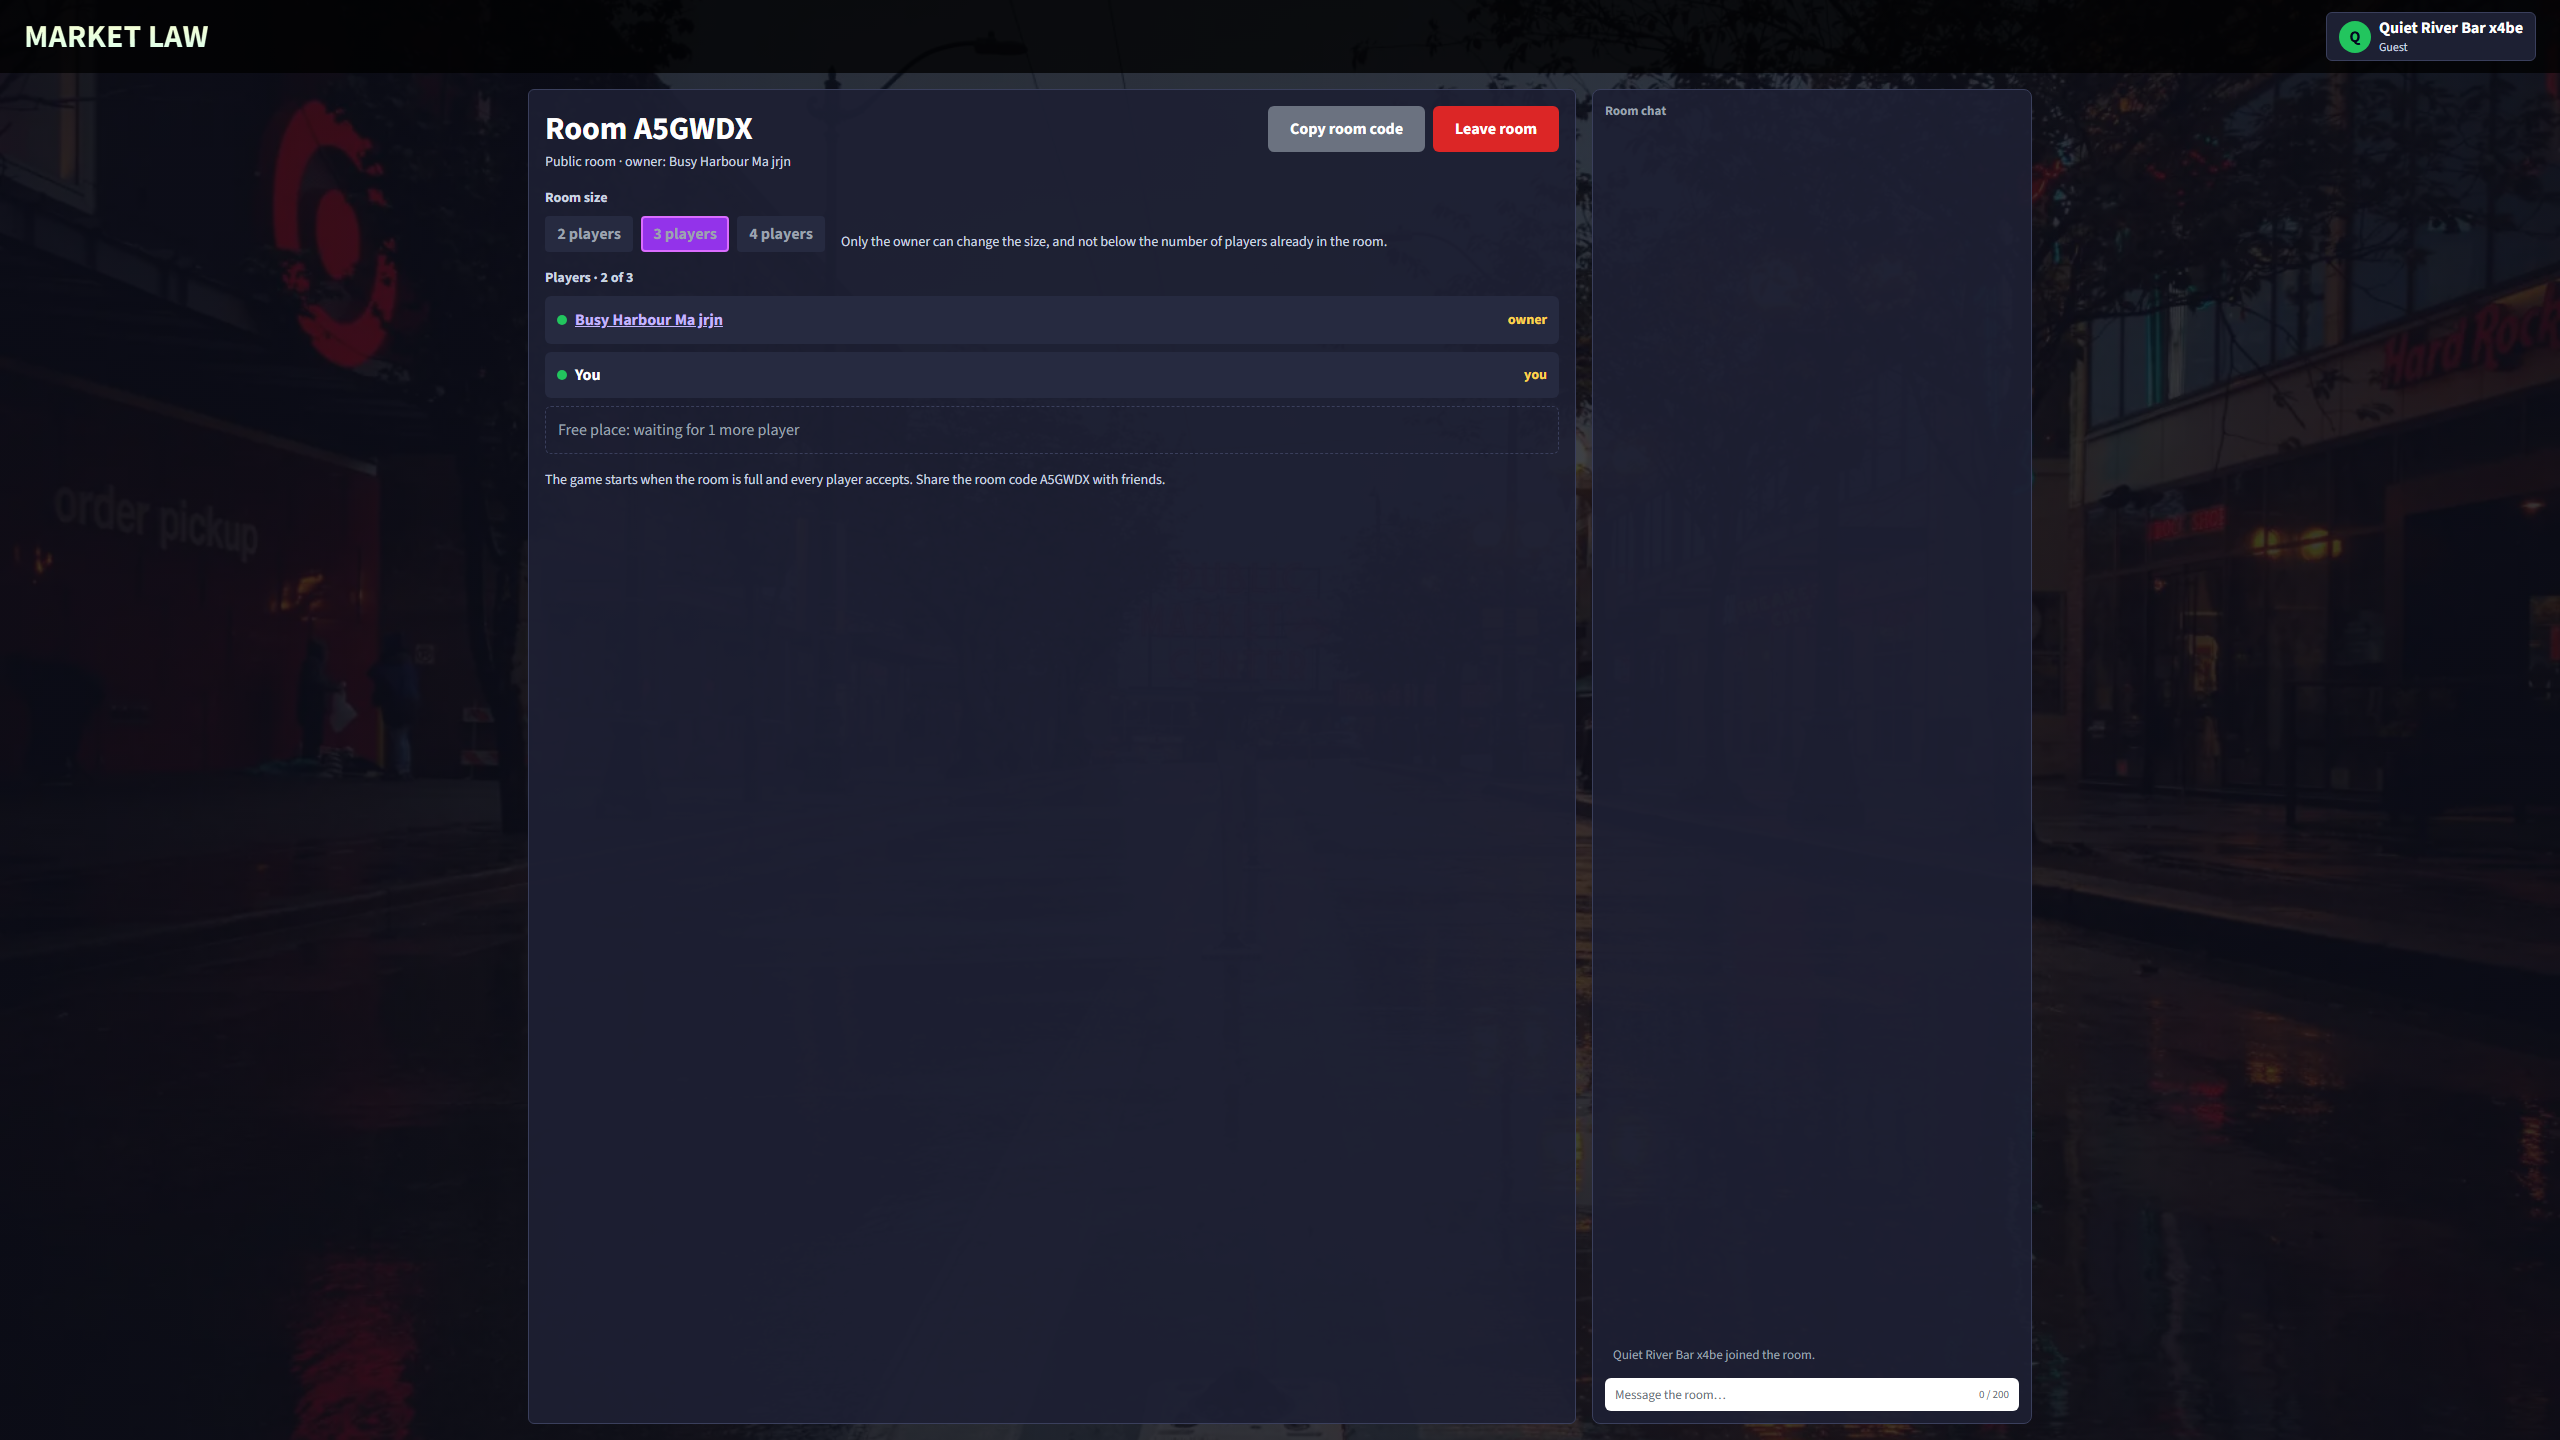 MARKET LAW
Q
Quiet River Bar x4be
Guest
Room A5GWDX
Copy room code
Leave room
Public room · owner: Busy Harbour Ma jrjn
Room size
2 players
3 players
4 players
Only the owner can change the size, and not below the number of players already in the room.
Players · 2 of 3
Busy Harbour Ma jrjn
owner
You
you
Free place: waiting for 1 more player
The game starts when the room is full and every player accepts. Share the room code A5GWDX with friends.
Room chat
Quiet River Bar x4be joined the room.
Message the room…
0 / 200
order pickup
Hard Rock